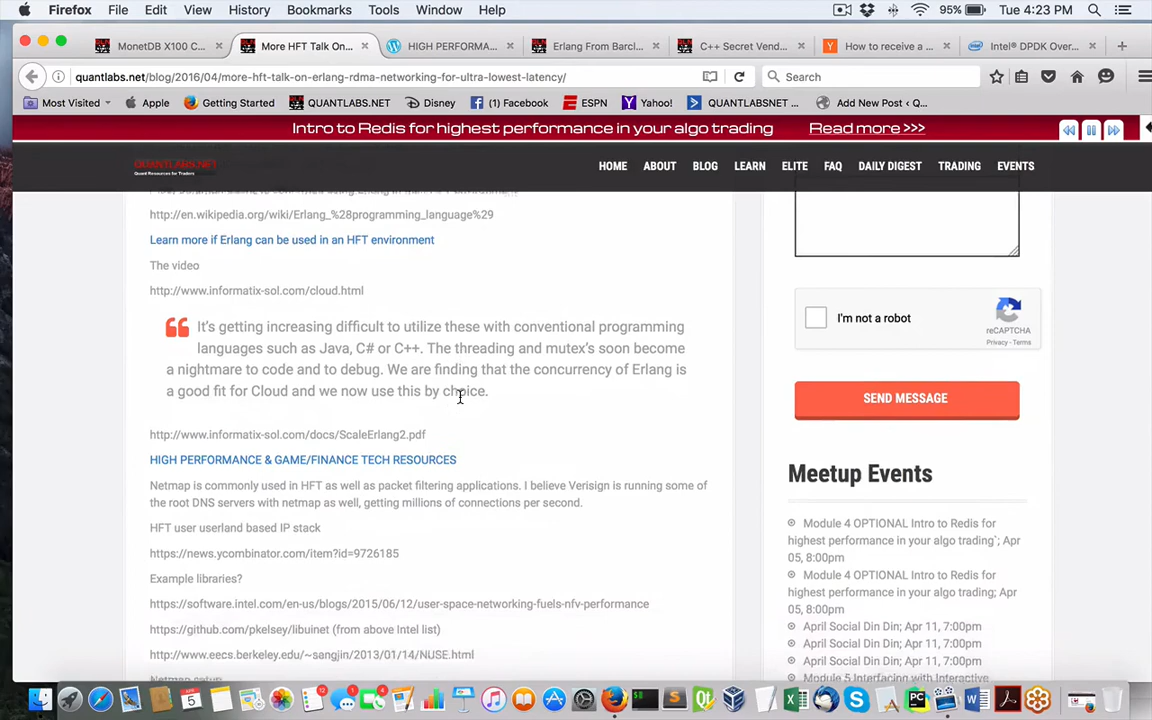 Firefox File Edit View History Bookmarks Tools Window Help 95% Tue 4:23 PM
MonetDB X100 C... More HFT Talk On... HIGH PERFORMA... Erlang From Barcl... C++ Secret Vend... How to receive a ... Intel® DPDK Over...
quantlabs.net/blog/2016/04/more-hft-talk-on-erlang-rdma-networking-for-ultra-lowest-latency/ Search
Most Visited Apple Getting Started QUANTLABS.NET Disney (1) Facebook ESPN Yahoo! QUANTLABSNET ... Add New Post ‹ Q...
Intro to Redis for highest performance in your algo trading Read more >>>
QUANTLABS.NET
Quant Resources for Traders
HOME ABOUT BLOG LEARN ELITE FAQ DAILY DIGEST TRADING EVENTS
http://en.wikipedia.org/wiki/Erlang_%28programming_language%29
Learn more if Erlang can be used in an HFT environment
The video
http://www.informatix-sol.com/cloud.html
It's getting increasing difficult to utilize these with conventional programming
languages such as Java, C# or C++. The threading and mutex's soon become
a nightmare to code and to debug. We are finding that the concurrency of Erlang is
a good fit for Cloud and we now use this by choice.
http://www.informatix-sol.com/docs/ScaleErlang2.pdf
HIGH PERFORMANCE & GAME/FINANCE TECH RESOURCES
Netmap is commonly used in HFT as well as packet filtering applications. I believe Verisign is running some of
the root DNS servers with netmap as well, getting millions of connections per second.
HFT user userland based IP stack
https://news.ycombinator.com/item?id=9726185
Example libraries?
https://software.intel.com/en-us/blogs/2015/06/12/user-space-networking-fuels-nfv-performance
https://github.com/pkelsey/libuinet (from above Intel list)
http://www.eecs.berkeley.edu/~sangjin/2013/01/14/NUSE.html
Netmap setup
I'm not a robot
reCAPTCHA
Privacy - Terms
SEND MESSAGE
Meetup Events
Module 4 OPTIONAL Intro to Redis for
highest performance in your algo trading`; Apr
05, 8:00pm
Module 4 OPTIONAL Intro to Redis for
highest performance in your algo trading; Apr
05, 8:00pm
April Social Din Din; Apr 11, 7:00pm
April Social Din Din; Apr 11, 7:00pm
April Social Din Din; Apr 11, 7:00pm
Module 5 Interfacing with Interactive